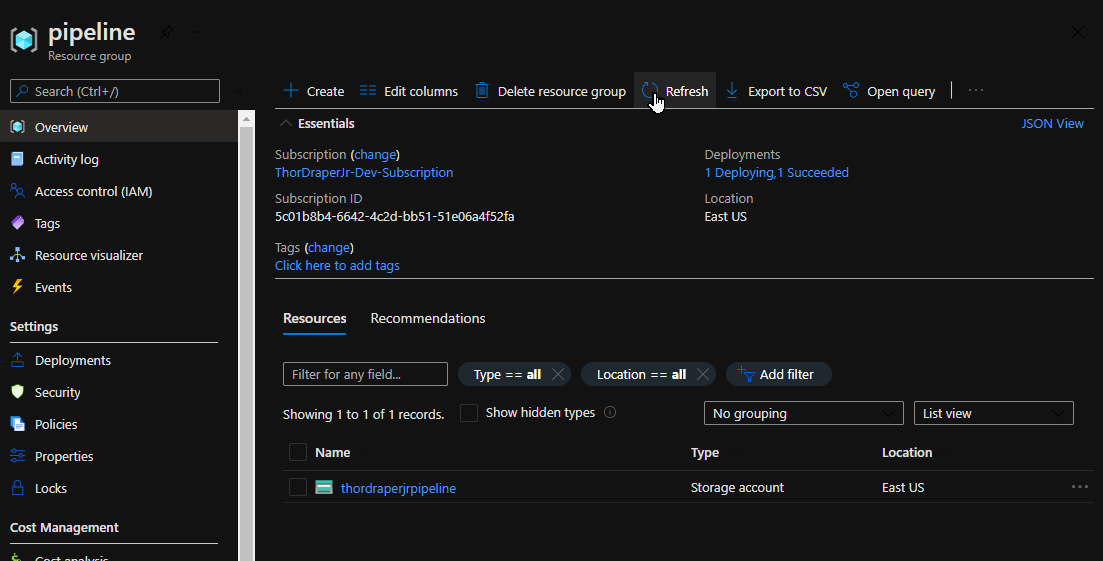 pipeline
Resource group
Search (Ctrl+/)
Overview
Activity log
Access control (IAM)
Tags
Resource visualizer
Events
Settings
Deployments
Security
Policies
Properties
Locks
Cost Management
Cost analysis
Create
Edit columns
Delete resource group
Refresh
Export to CSV
Open query
Essentials
JSON View
Subscription (change)
ThorDraperJr-Dev-Subscription
Subscription ID
5c01b8b4-6642-4c2d-bb51-51e06a4f52fa
Tags (change)
Click here to add tags
Deployments
1 Deploying,1 Succeeded
Location
East US
Resources
Recommendations
Filter for any field...
Type == all
Location == all
Add filter
Showing 1 to 1 of 1 records.
Show hidden types
No grouping
List view
Name Type Location
thordraperjrpipeline Storage account East US